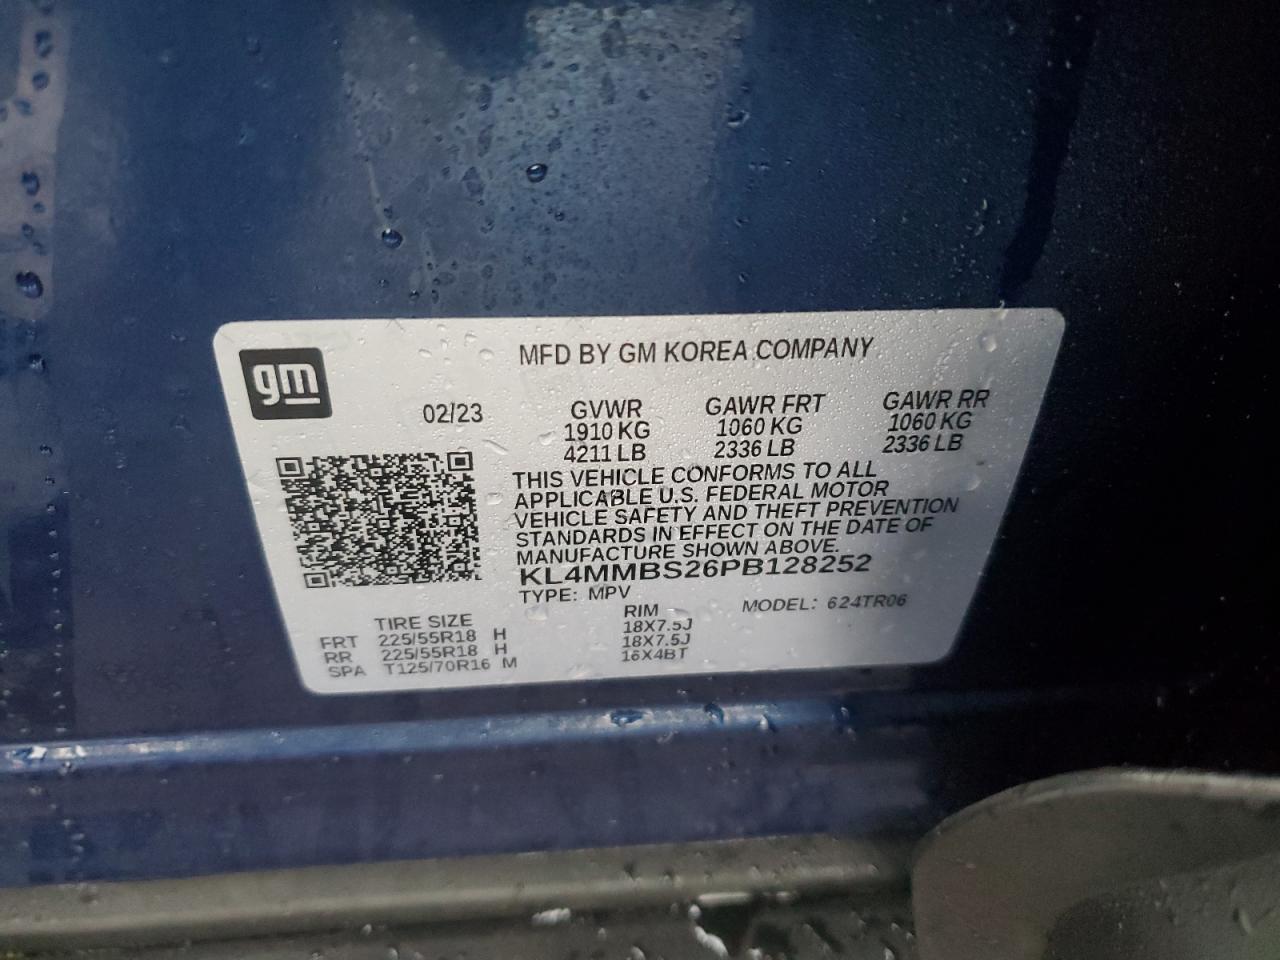 gm
MFD BY GM KOREA COMPANY
02/23
GVWR GAWR FRT GAWR RR
1910 KG 1060 KG 1060 KG
4211 LB 2336 LB 2336 LB
THIS VEHICLE CONFORMS TO ALL
APPLICABLE U.S. FEDERAL MOTOR
VEHICLE SAFETY AND THEFT PREVENTION
STANDARDS IN EFFECT ON THE DATE OF
MANUFACTURE SHOWN ABOVE.
KL4MMBS26PB128252
TYPE: MPV MODEL: 624TR06
TIRE SIZE RIM
FRT 225/55R18 H 18X7.5J
RR 225/55R18 H 18X7.5J
SPA T125/70R16 M 16X4BT